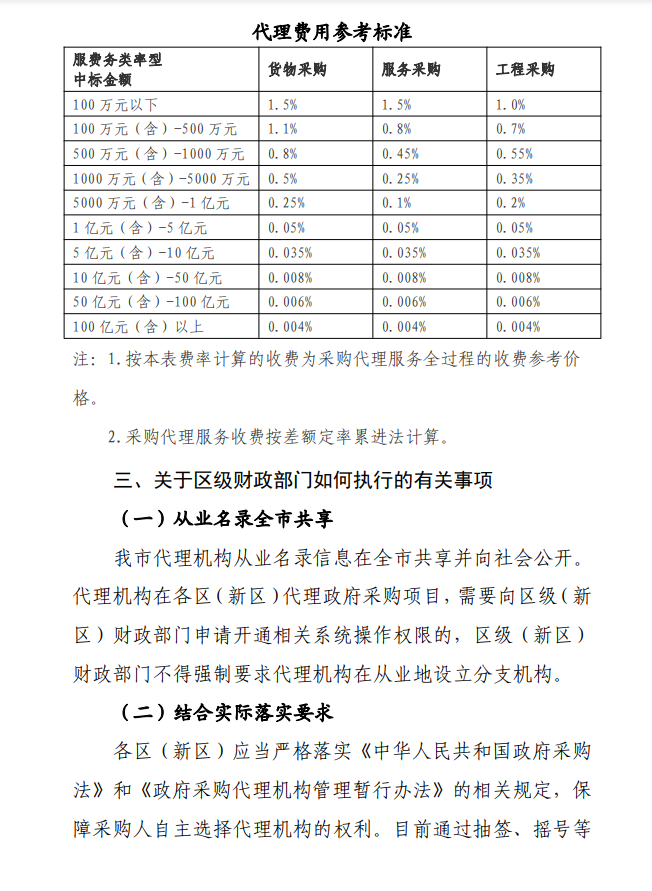 代理费用参考标准
服费务类率型
中标金额 货物采购 服务采购 工程采购
100 万元以下 1.5% 1.5% 1.0%
100 万元（含）-500 万元 1.1% 0.8% 0.7%
500 万元（含）-1000 万元 0.8% 0.45% 0.55%
1000 万元（含）-5000 万元 0.5% 0.25% 0.35%
5000 万元（含）-1 亿元 0.25% 0.1% 0.2%
1 亿元（含）-5 亿元 0.05% 0.05% 0.05%
5 亿元（含）-10 亿元 0.035% 0.035% 0.035%
10 亿元（含）-50 亿元 0.008% 0.008% 0.008%
50 亿元（含）-100 亿元 0.006% 0.006% 0.006%
100 亿元（含）以上 0.004% 0.004% 0.004%
注：1.按本表费率计算的收费为采购代理服务全过程的收费参考价
格。
2.采购代理服务收费按差额定率累进法计算。
三、关于区级财政部门如何执行的有关事项
（一）从业名录全市共享
我市代理机构从业名录信息在全市共享并向社会公开。
代理机构在各区（新区）代理政府采购项目，需要向区级（新
区）财政部门申请开通相关系统操作权限的，区级（新区）
财政部门不得强制要求代理机构在从业地设立分支机构。
（二）结合实际落实要求
各区（新区）应当严格落实《中华人民共和国政府采购
法》和《政府采购代理机构管理暂行办法》的相关规定，保
障采购人自主选择代理机构的权利。目前通过抽签、摇号等